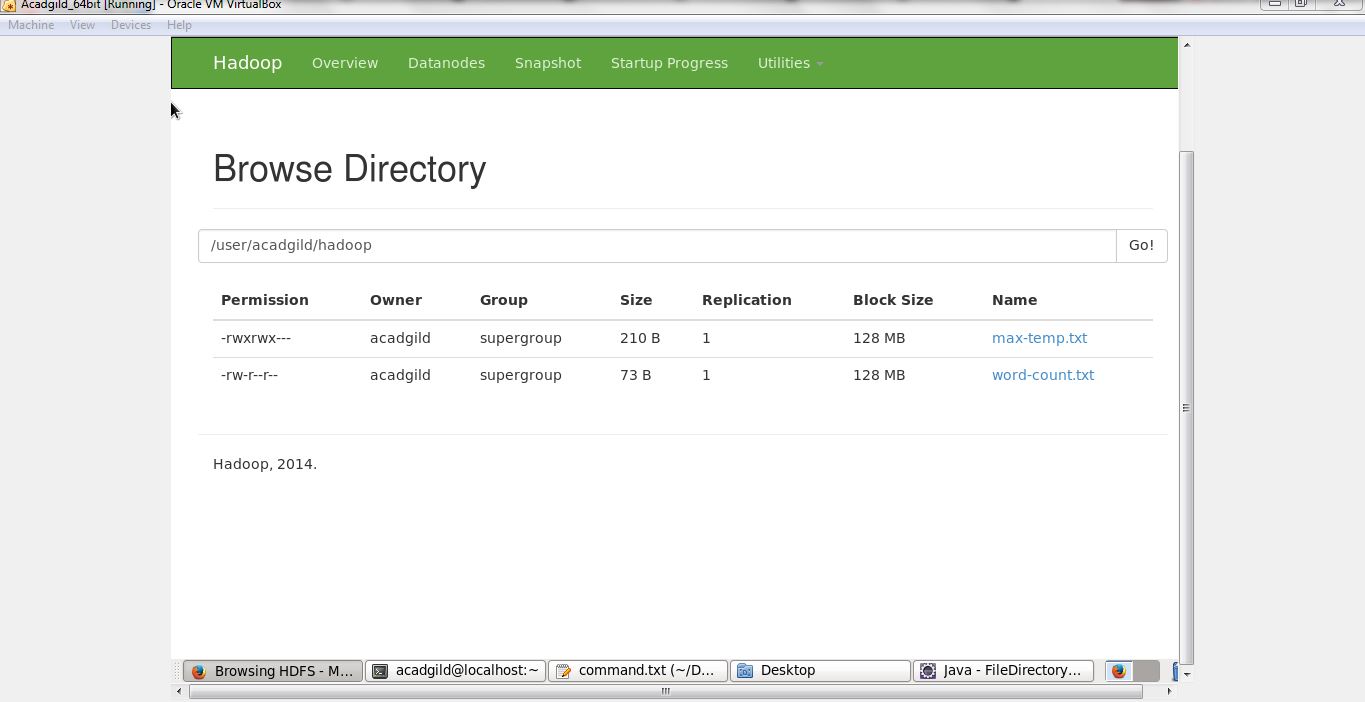 Acadgild_64bit [Running] - Oracle VM VirtualBox
Machine View Devices Help
Hadoop Overview Datanodes Snapshot Startup Progress Utilities
Browse Directory
/user/acadgild/hadoop Go!
Permission Owner Group Size Replication Block Size Name
-rwxrwx--- acadgild supergroup 210 B 1 128 MB max-temp.txt
-rw-r--r-- acadgild supergroup 73 B 1 128 MB word-count.txt
Hadoop, 2014.
Browsing HDFS - M... acadgild@localhost:~ command.txt (~/D... Desktop Java - FileDirectory...